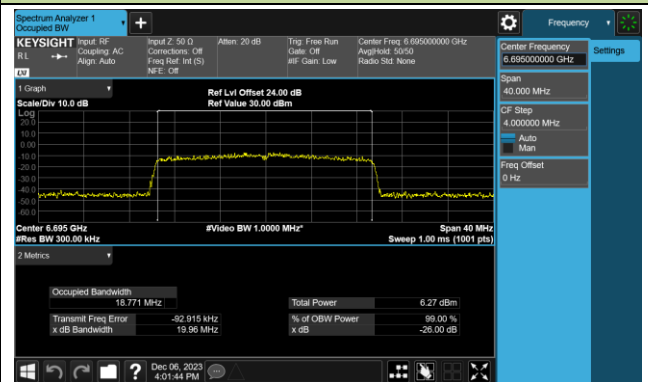 Spectrum Analyzer 1
Occupied BW
+
Frequency
KEYSIGHT
RL
LXI
Input: RF
Coupling: AC
Align: Auto
Input Z: 50 Ω
Corrections: Off
Freq Ref: Int (S)
NFE: Off
Atten: 20 dB
Trig: Free Run
Gate: Off
#IF Gain: Low
Center Freq: 6.695000000 GHz
Avg|Hold: 50/50
Radio Std: None
Center Frequency
6.695000000 GHz
Settings
Span
40.000 MHz
CF Step
4.000000 MHz
Auto
Man
Freq Offset
0 Hz
1 Graph
Scale/Div 10.0 dB
Ref Lvl Offset 24.00 dB
Ref Value 30.00 dBm
Log
20.0
10.0
0.00
-10.0
-20.0
-30.0
-40.0
-50.0
-60.0
Center 6.695 GHz
#Res BW 300.00 kHz
#Video BW 1.0000 MHz*
Span 40 MHz
Sweep 1.00 ms (1001 pts)
2 Metrics
Occupied Bandwidth
18.771 MHz
Total Power 6.27 dBm
Transmit Freq Error -92.915 kHz
% of OBW Power 99.00 %
x dB Bandwidth 19.96 MHz
x dB -26.00 dB
?
Dec 06, 2023
4:01:44 PM